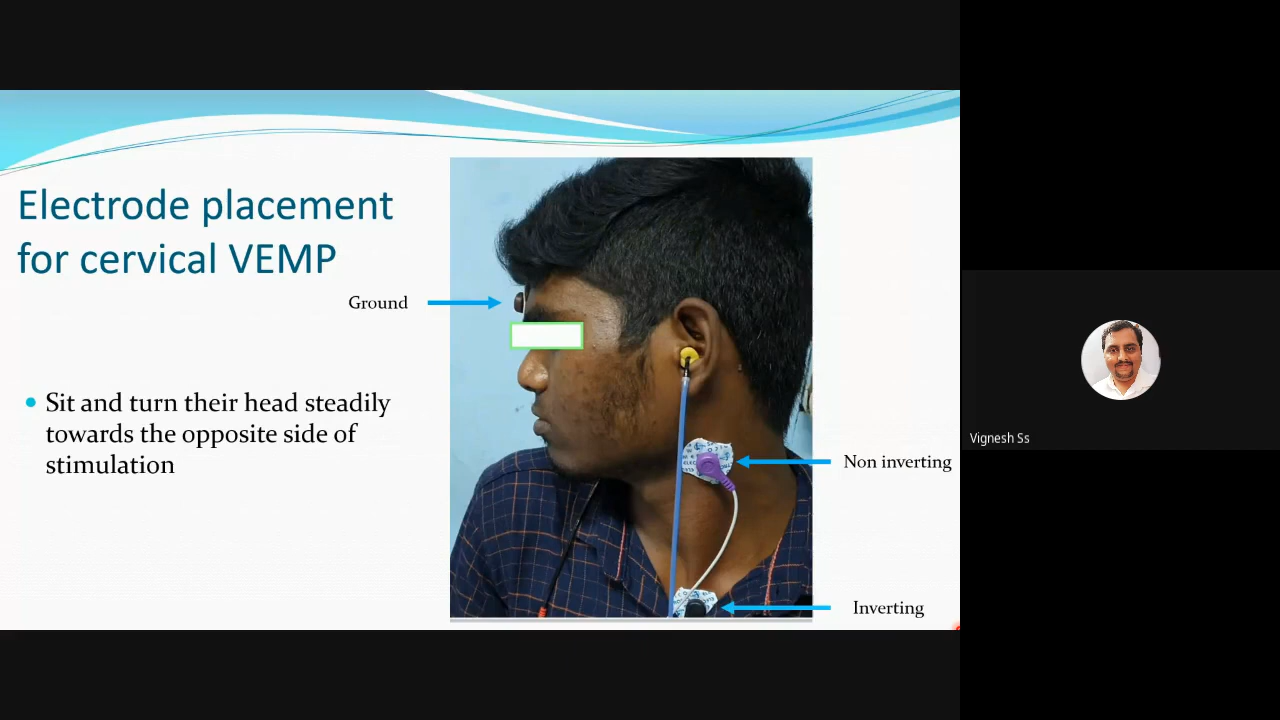 Electrode placement
for cervical VEMP
Ground
Sit and turn their head steadily
towards the opposite side of
stimulation
Non inverting
Inverting
Vignesh Ss